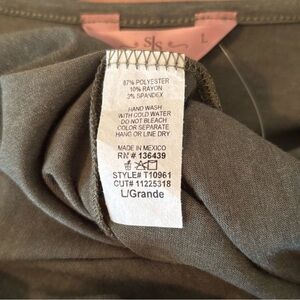 L
87% POLYESTER
10% RAYON
3% SPANDEX
HAND WASH
WITH COLD WATER
DO NOT BLEACH
COLOR SEPARATE
HANG OR LINE DRY
MADE IN MEXICO
RN# 136439
STYLE# T10961
CUT# 11225318
L/Grande